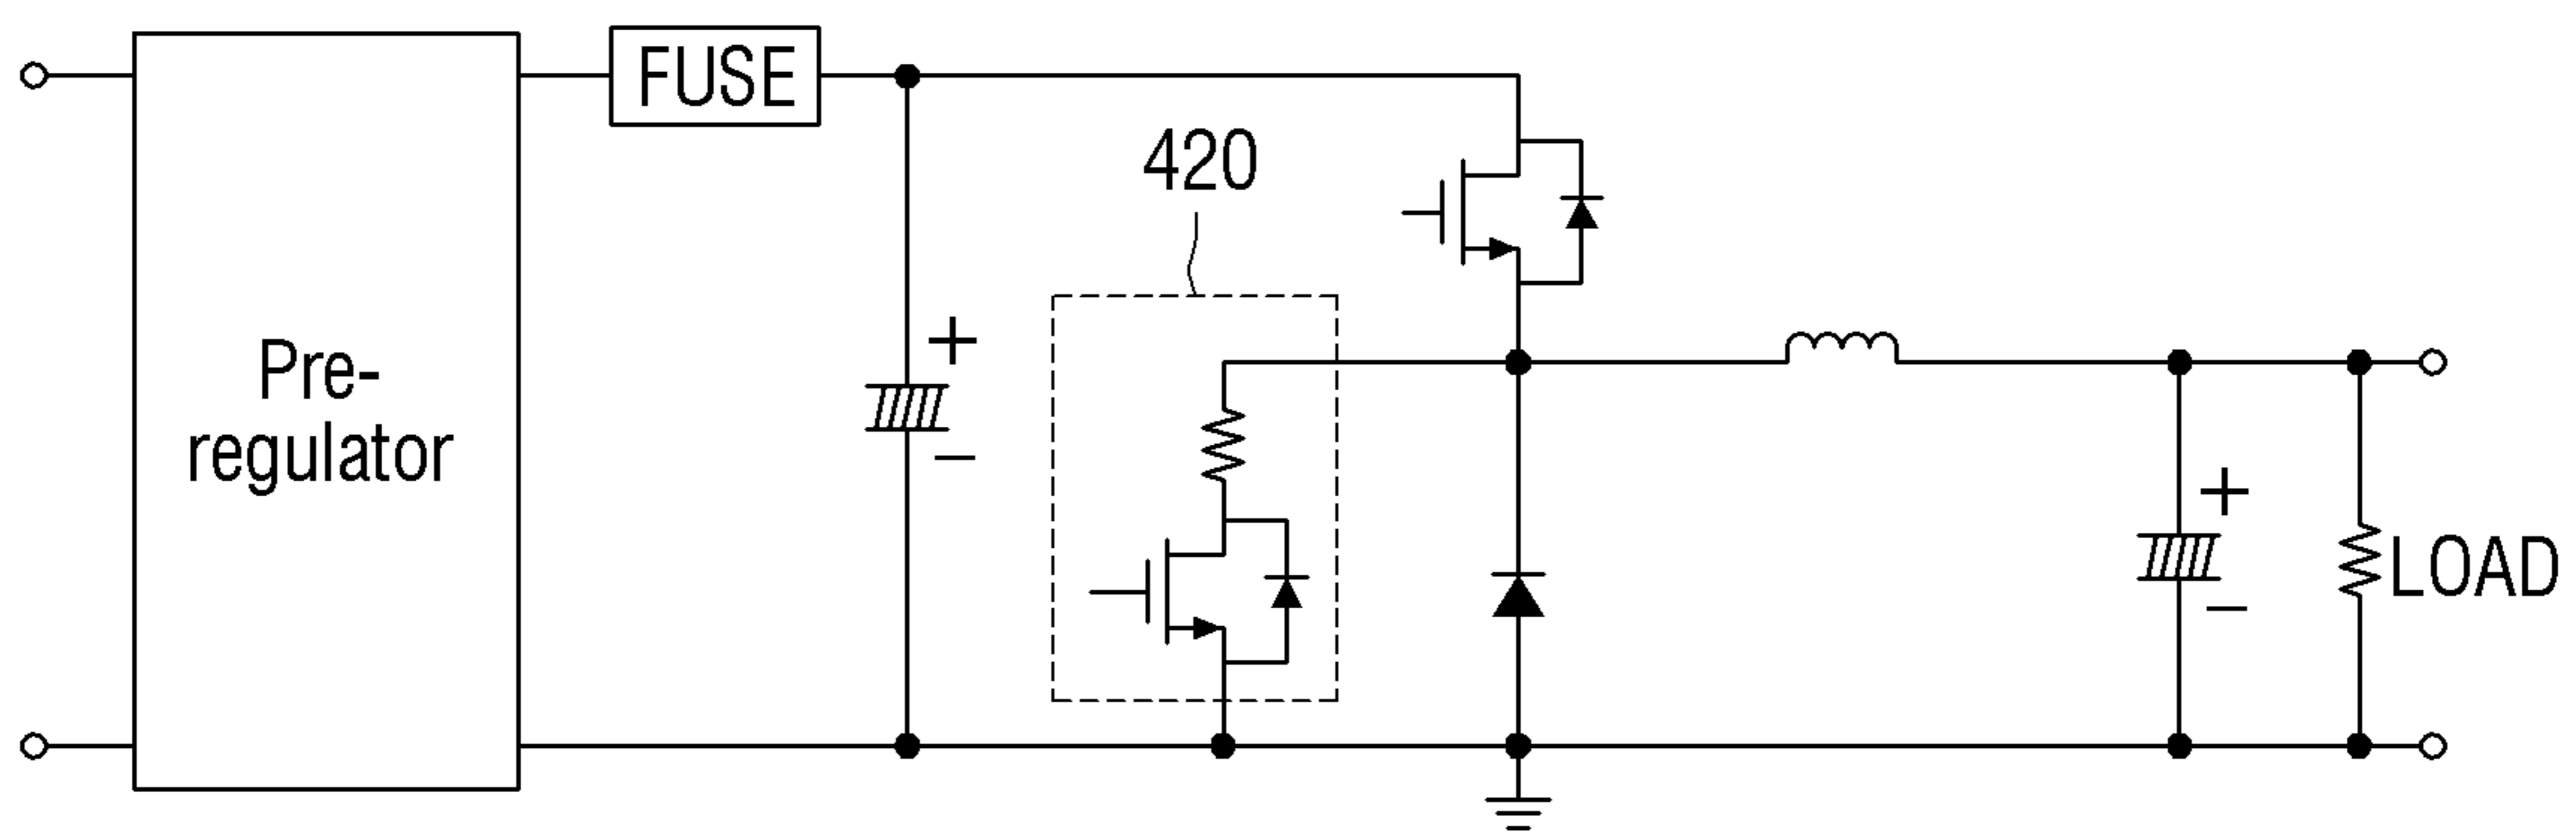 FUSE
420
Pre-
regulator
+
−
+
−
LOAD